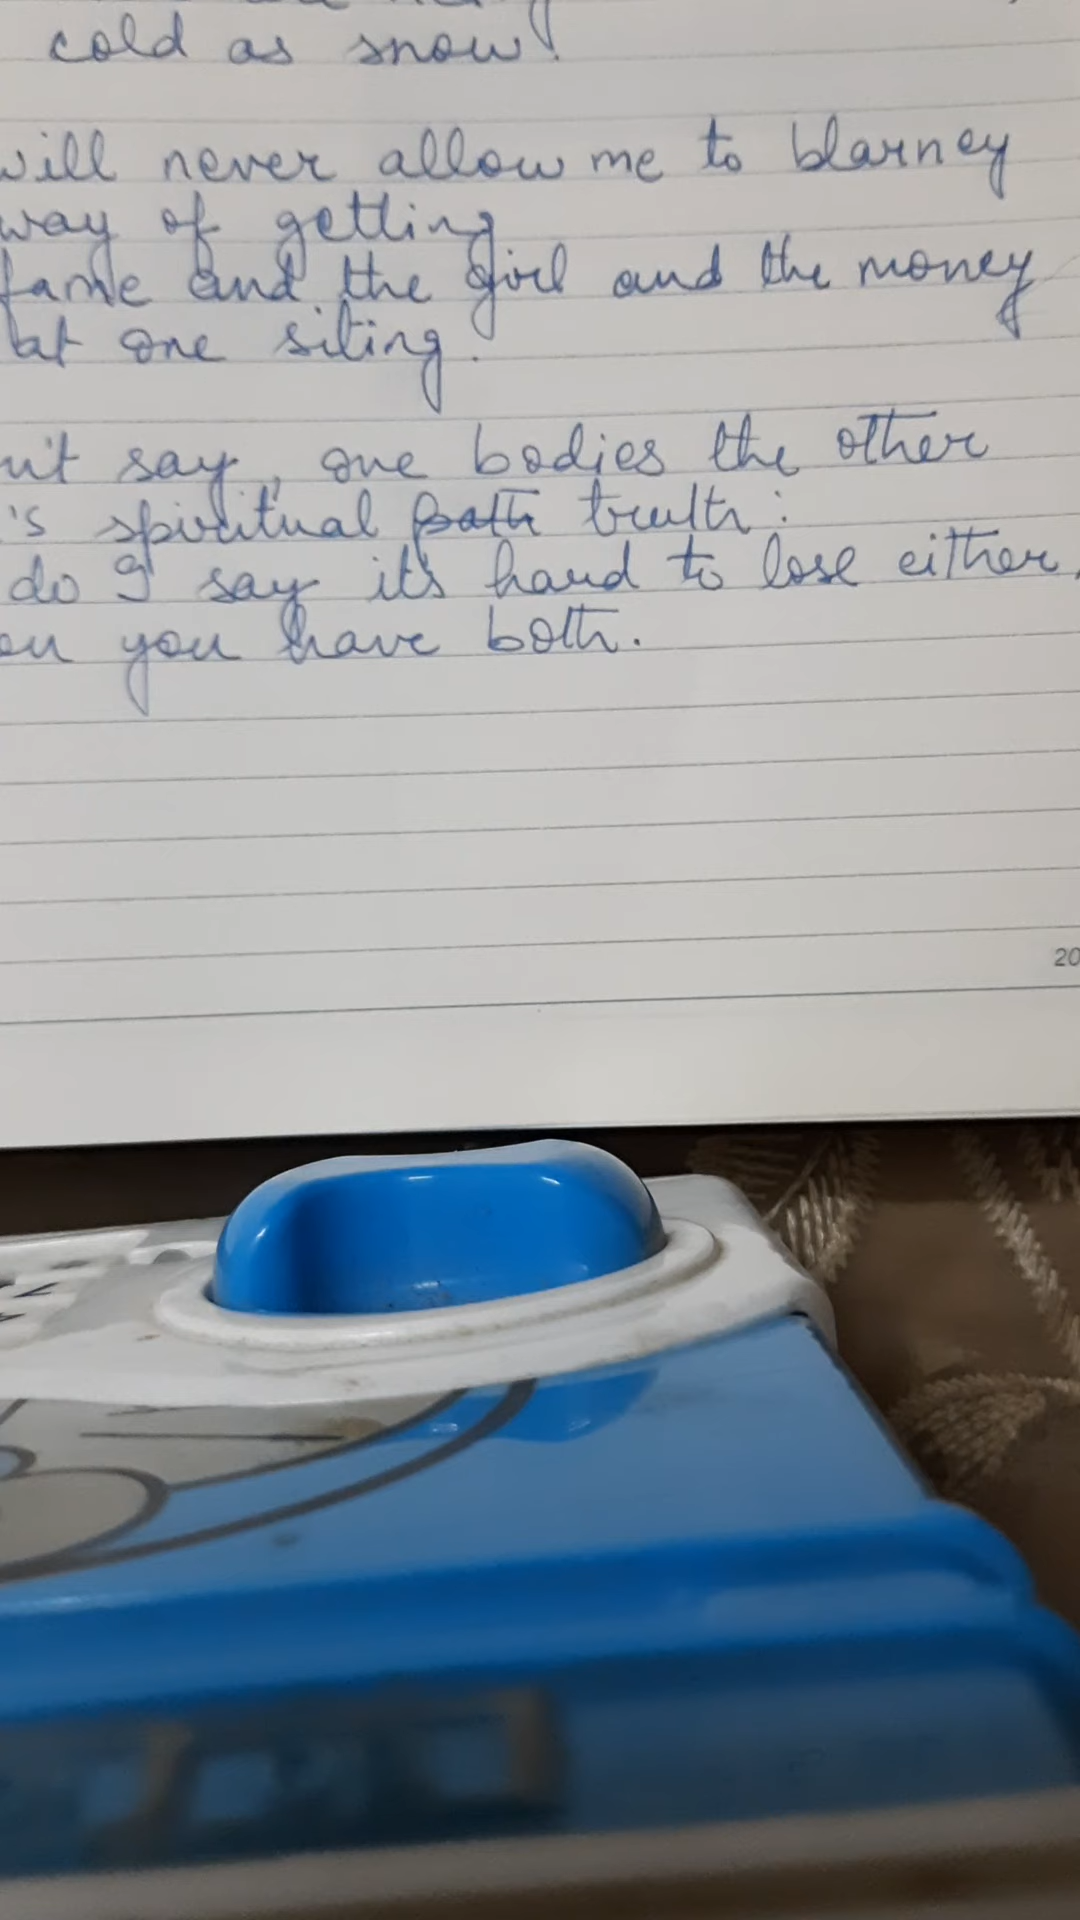 cold as snow!
will never allow me to blarney
way of getting
fame and the girl and the money
at one siting.
n't say, one bodies the other
's spiritual path truth:
do I say it's hard to lose either,
you have both.
20